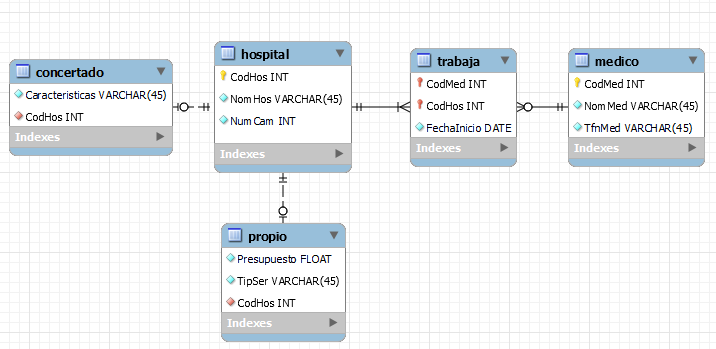 concertado
Caracteristicas VARCHAR(45)
CodHos INT
Indexes
hospital
CodHos INT
NomHos VARCHAR(45)
NumCam INT
Indexes
trabaja
CodMed INT
CodHos INT
FechaInicio DATE
Indexes
medico
CodMed INT
NomMed VARCHAR(45)
TfnMed VARCHAR(45)
Indexes
propio
Presupuesto FLOAT
TipSer VARCHAR(45)
CodHos INT
Indexes